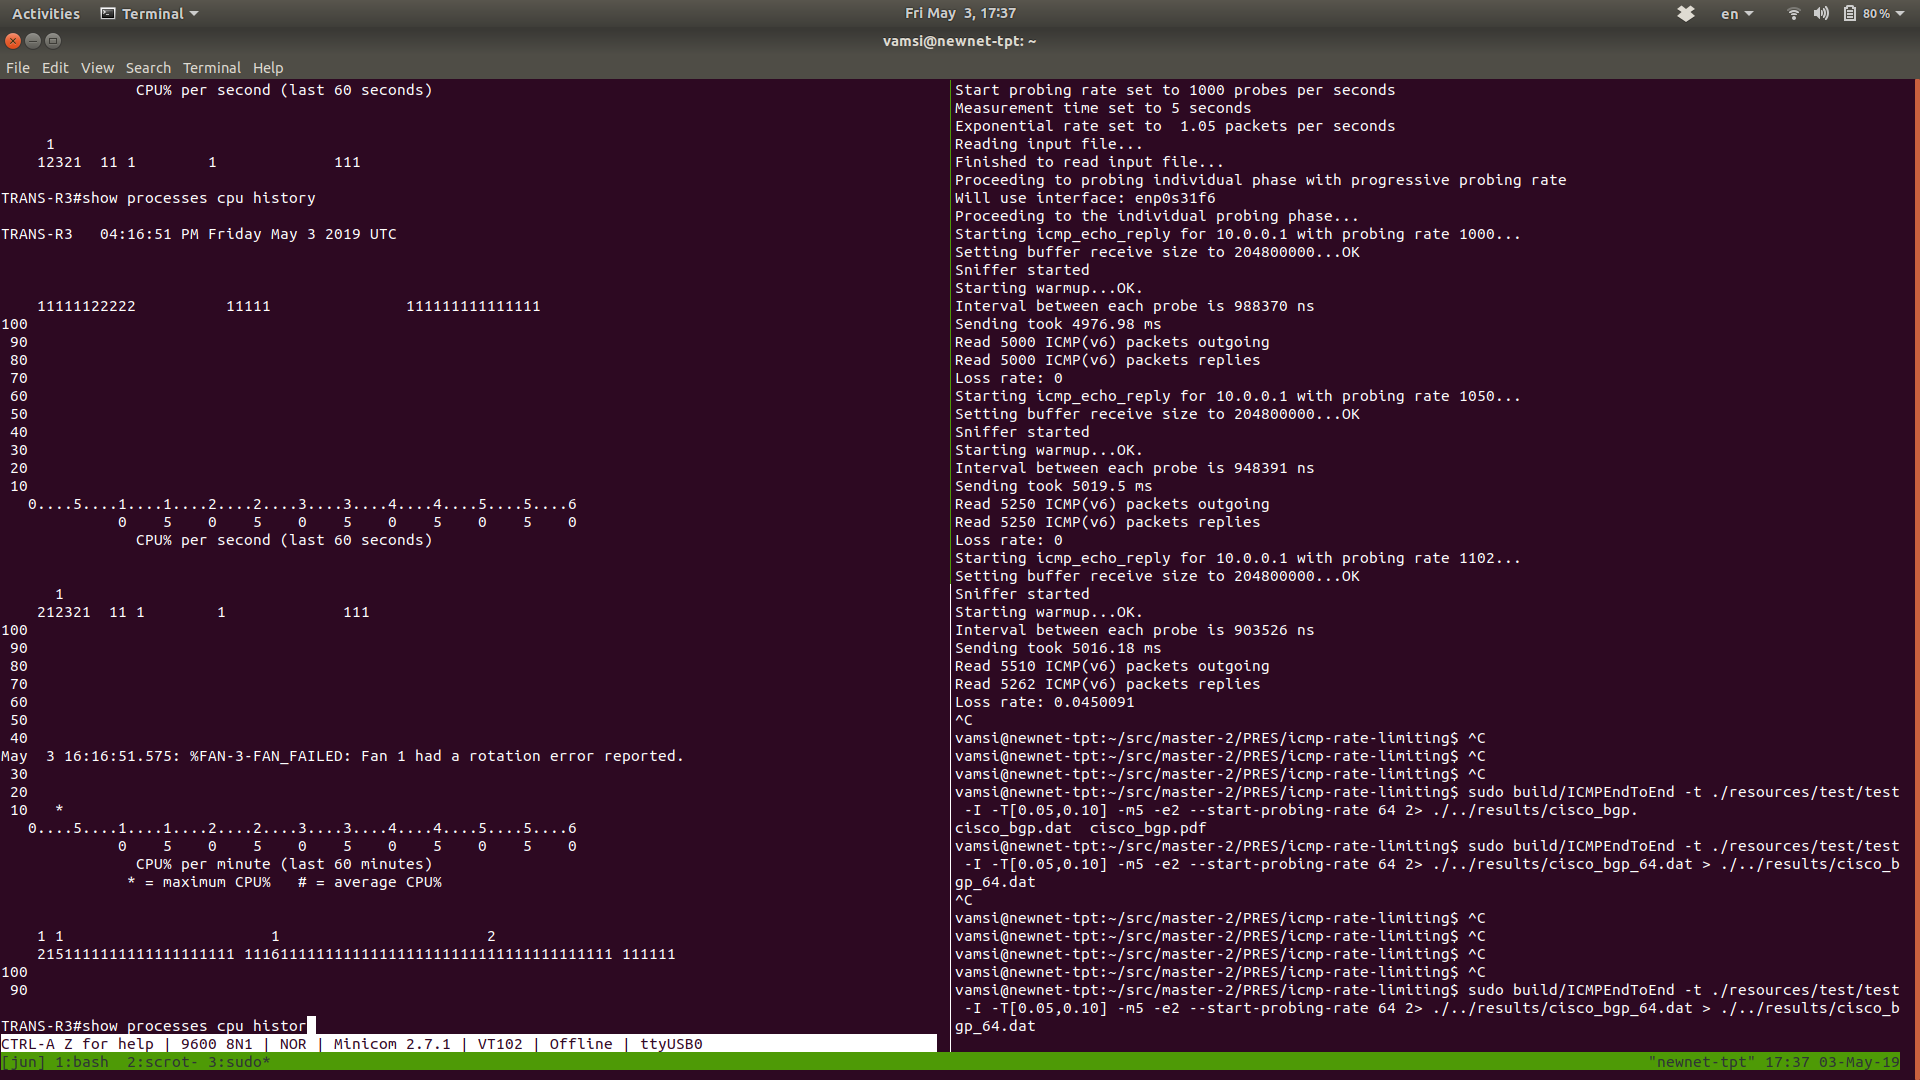 Activities Terminal Fri May 3, 17:37 en 80%
vamsi@newnet-tpt: ~
File Edit View Search Terminal Help
               CPU% per second (last 60 seconds)


     1
    12321  11 1        1             111

TRANS-R3#show processes cpu history

TRANS-R3   04:16:51 PM Friday May 3 2019 UTC



    11111122222          11111               111111111111111
100
 90
 80
 70
 60
 50
 40
 30
 20
 10
   0....5....1....1....2....2....3....3....4....4....5....5....6
             0    5    0    5    0    5    0    5    0    5    0
               CPU% per second (last 60 seconds)


      1
    212321  11 1        1             111
100
 90
 80
 70
 60
 50
 40
May  3 16:16:51.575: %FAN-3-FAN_FAILED: Fan 1 had a rotation error reported.
 30
 20
 10   *
   0....5....1....1....2....2....3....3....4....4....5....5....6
             0    5    0    5    0    5    0    5    0    5    0
               CPU% per minute (last 60 minutes)
              * = maximum CPU%   # = average CPU%


    1 1                       1                       2
    2151111111111111111111 11161111111111111111111111111111111111111 111111
100
 90

TRANS-R3#show processes cpu histor
CTRL-A Z for help | 9600 8N1 | NOR | Minicom 2.7.1 | VT102 | Offline | ttyUSB0
Start probing rate set to 1000 probes per seconds
Measurement time set to 5 seconds
Exponential rate set to  1.05 packets per seconds
Reading input file...
Finished to read input file...
Proceeding to probing individual phase with progressive probing rate
Will use interface: enp0s31f6
Proceeding to the individual probing phase...
Starting icmp_echo_reply for 10.0.0.1 with probing rate 1000...
Setting buffer receive size to 204800000...OK
Sniffer started
Starting warmup...OK.
Interval between each probe is 988370 ns
Sending took 4976.98 ms
Read 5000 ICMP(v6) packets outgoing
Read 5000 ICMP(v6) packets replies
Loss rate: 0
Starting icmp_echo_reply for 10.0.0.1 with probing rate 1050...
Setting buffer receive size to 204800000...OK
Sniffer started
Starting warmup...OK.
Interval between each probe is 948391 ns
Sending took 5019.5 ms
Read 5250 ICMP(v6) packets outgoing
Read 5250 ICMP(v6) packets replies
Loss rate: 0
Starting icmp_echo_reply for 10.0.0.1 with probing rate 1102...
Setting buffer receive size to 204800000...OK
Sniffer started
Starting warmup...OK.
Interval between each probe is 903526 ns
Sending took 5016.18 ms
Read 5510 ICMP(v6) packets outgoing
Read 5262 ICMP(v6) packets replies
Loss rate: 0.0450091
^C
vamsi@newnet-tpt:~/src/master-2/PRES/icmp-rate-limiting$ ^C
vamsi@newnet-tpt:~/src/master-2/PRES/icmp-rate-limiting$ ^C
vamsi@newnet-tpt:~/src/master-2/PRES/icmp-rate-limiting$ ^C
vamsi@newnet-tpt:~/src/master-2/PRES/icmp-rate-limiting$ sudo build/ICMPEndToEnd -t ./resources/test/test
 -I -T[0.05,0.10] -m5 -e2 --start-probing-rate 64 2> ./../results/cisco_bgp.
cisco_bgp.dat  cisco_bgp.pdf
vamsi@newnet-tpt:~/src/master-2/PRES/icmp-rate-limiting$ sudo build/ICMPEndToEnd -t ./resources/test/test
 -I -T[0.05,0.10] -m5 -e2 --start-probing-rate 64 2> ./../results/cisco_bgp_64.dat > ./../results/cisco_b
gp_64.dat
^C
vamsi@newnet-tpt:~/src/master-2/PRES/icmp-rate-limiting$ ^C
vamsi@newnet-tpt:~/src/master-2/PRES/icmp-rate-limiting$ ^C
vamsi@newnet-tpt:~/src/master-2/PRES/icmp-rate-limiting$ ^C
vamsi@newnet-tpt:~/src/master-2/PRES/icmp-rate-limiting$ ^C
vamsi@newnet-tpt:~/src/master-2/PRES/icmp-rate-limiting$ sudo build/ICMPEndToEnd -t ./resources/test/test
 -I -T[0.05,0.10] -m5 -e2 --start-probing-rate 64 2> ./../results/cisco_bgp_64.dat > ./../results/cisco_b
gp_64.dat
[jun] 1:bash  2:scrot- 3:sudo* "newnet-tpt" 17:37 03-May-19